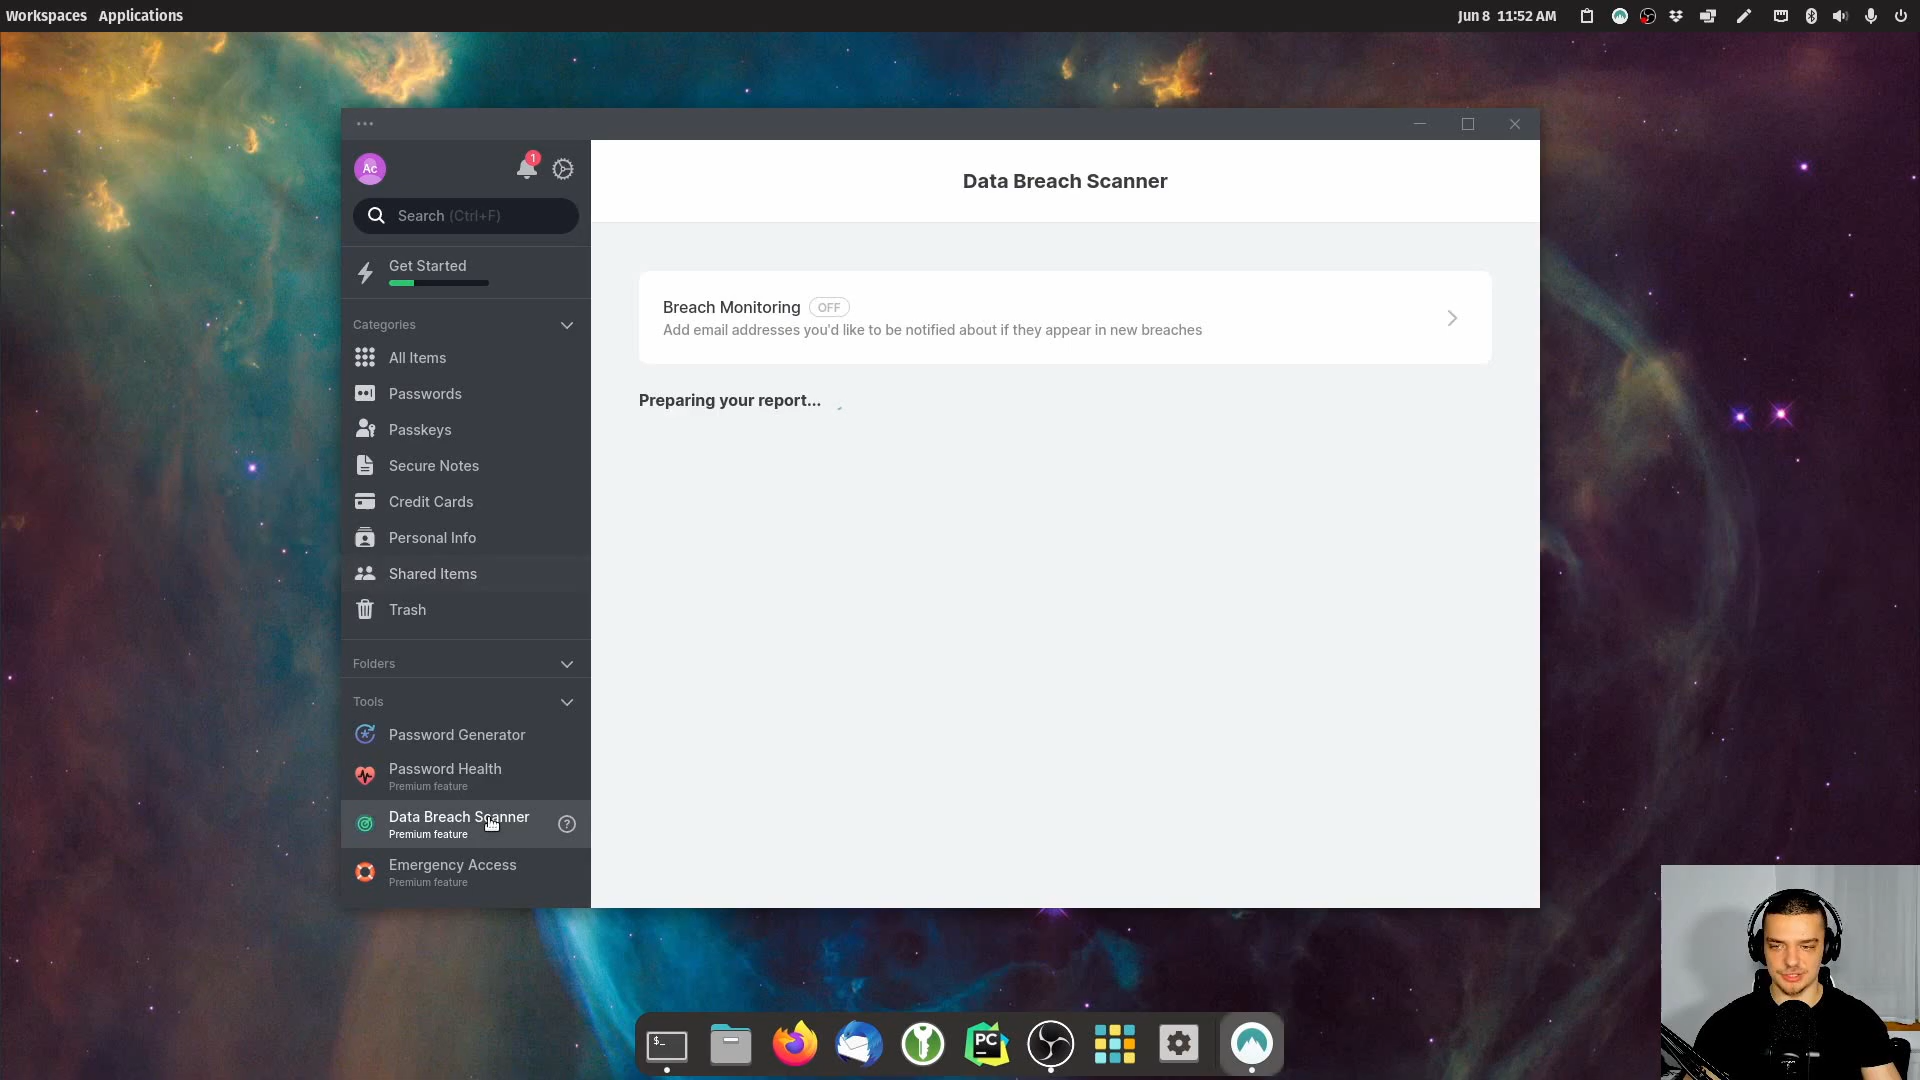 Workspaces Applications
Jun 8 11:52 AM
Ac
1
Search (Ctrl+F)
Get Started
Categories
All Items
Passwords
Passkeys
Secure Notes
Credit Cards
Personal Info
Shared Items
Trash
Folders
Tools
Password Generator
Password Health
Premium feature
Data Breach Scanner
Premium feature
?
Emergency Access
Premium feature
Data Breach Scanner
Breach Monitoring OFF
Add email addresses you'd like to be notified about if they appear in new breaches
Preparing your report...
$_
PC